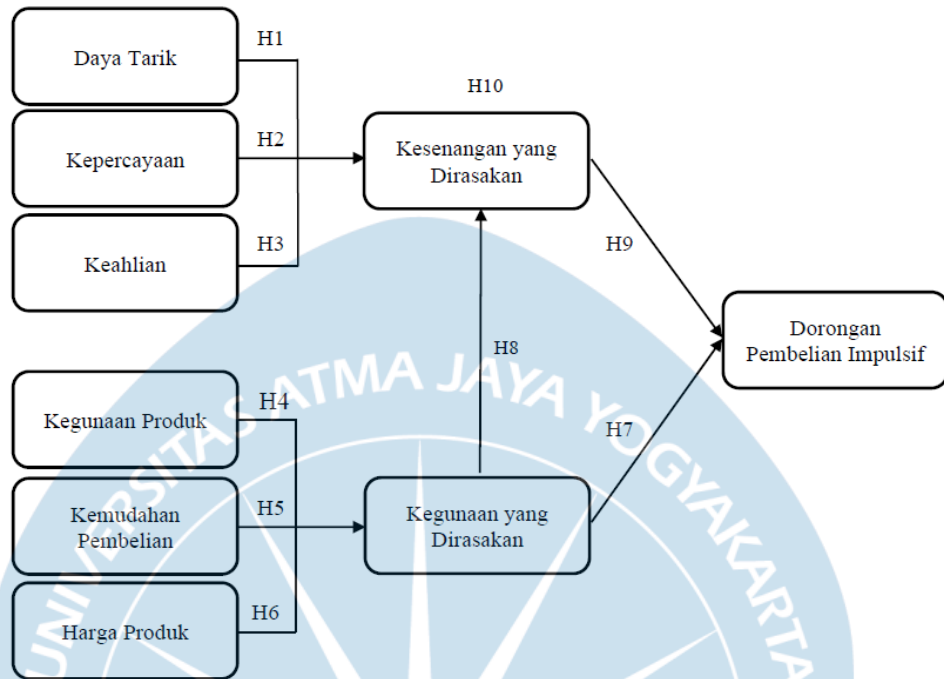 Daya Tarik
H1
H10
Kepercayaan
H2
Kesenangan yang
Dirasakan
Keahlian
H3
H9
Dorongan
Pembelian Impulsif
H8
Kegunaan Produk
H4
H7
Kemudahan
Pembelian
H5
Kegunaan yang
Dirasakan
Harga Produk
H6
UNIVERSITAS ATMA JAYA YOGYAKARTA